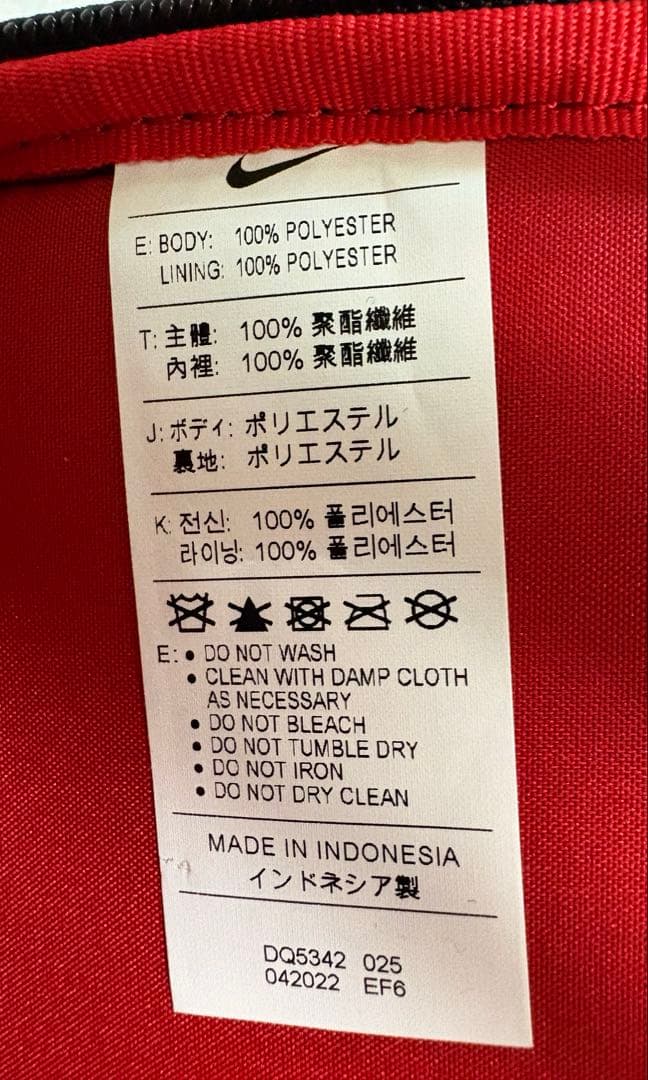 E: BODY: 100% POLYESTER
LINING: 100% POLYESTER
T: 主體: 100% 聚酯纖維
內裡: 100% 聚酯纖維
J: ボディ: ポリエステル
裏地: ポリエステル
K: 전신: 100% 폴리에스터
라이닝: 100% 폴리에스터
E: • DO NOT WASH
• CLEAN WITH DAMP CLOTH
AS NECESSARY
• DO NOT BLEACH
• DO NOT TUMBLE DRY
• DO NOT IRON
• DO NOT DRY CLEAN
MADE IN INDONESIA
インドネシア製
DQ5342 025
042022 EF6